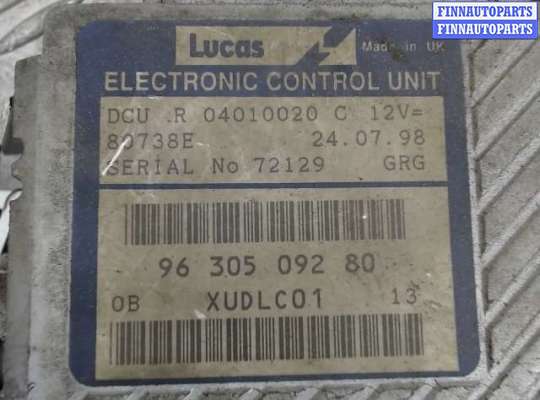 FINNAUTOPARTS
FINNAUTOPARTS
Lucas Made in UK
ELECTRONIC CONTROL UNIT
DCU .R 04010020 C 12V=
80738E 24.07.98
SERIAL No 72129 GRG
96 305 092 80
OB XUDLC01 13